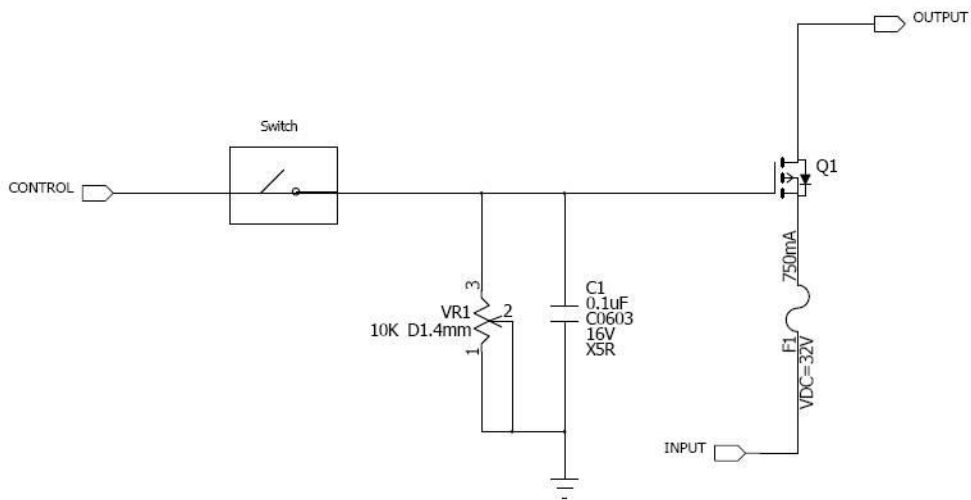 OUTPUT
Switch
CONTROL
Q1
750mA
F1
VDC=32V
INPUT
3
VR1
2
10K D1.4mm
1
C1
0.1uF
C0603
16V
X5R